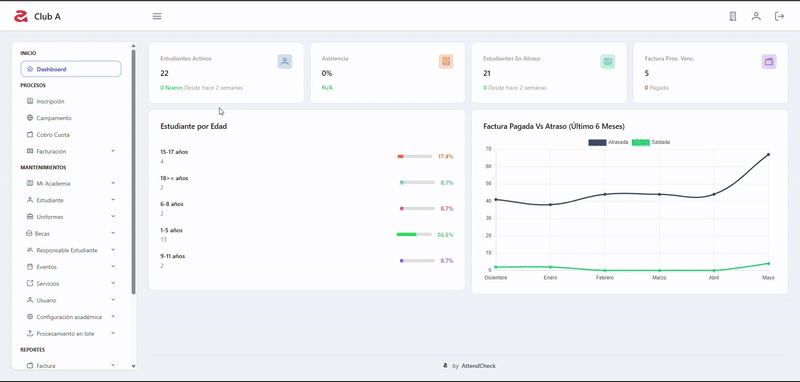 Club A
INICIO
Dashboard
PROCESOS
Inscripción
Campamento
Cobro Cuota
Facturación
MANTENIMIENTOS
Mi Academia
Estudiante
Uniformes
Becas
Responsable Estudiante
Eventos
Servicios
Usuario
Configuración académica
Procesamiento en lote
REPORTES
Factura
Estudiantes Activos
22
0 Nuevo Desde hace 2 semanas
Asistencia
0%
N/A
Estudiantes En Atraso
21
0 Desde hace 2 semanas
Factura Prox. Venc.
5
0 Pagada
Estudiante por Edad
15-17 años
4
17.4%
18>= años
2
8.7%
6-8 años
2
8.7%
1-5 años
13
56.5%
9-11 años
2
8.7%
Factura Pagada Vs Atraso (Último 6 Meses)
Atrasada Saldada
70
60
50
40
30
20
10
0
Diciembre Enero Febrero Marzo Abril Mayo
by AttendCheck